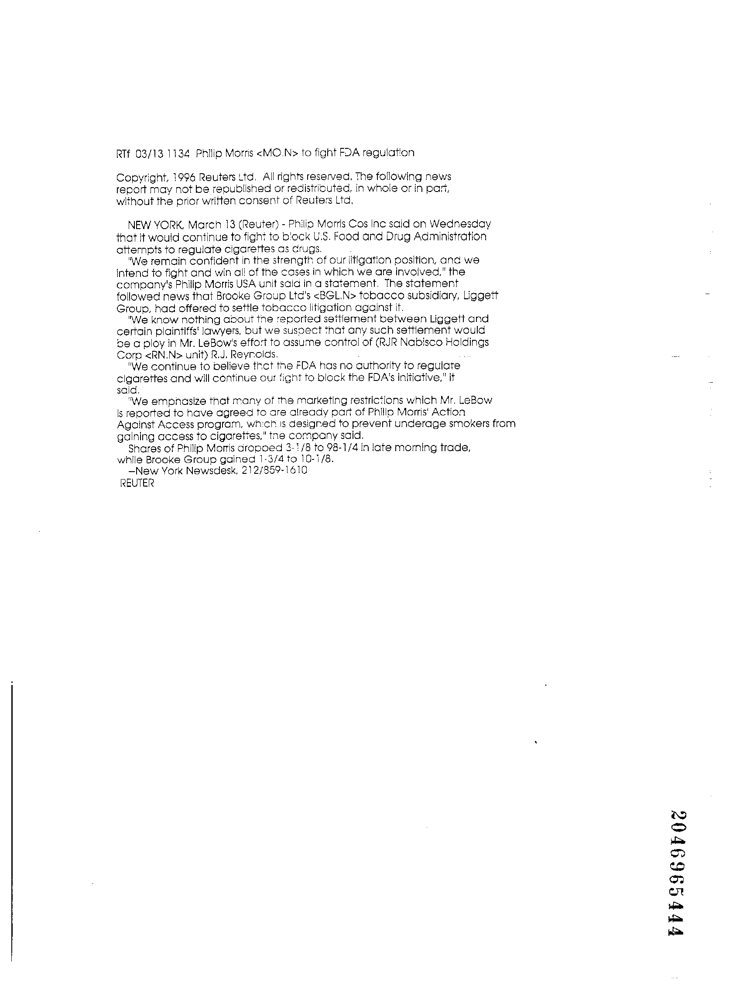 RTf 03/13 1134 Philip Morris <MO.N> to fight FDA regulation
Copyright, 1996 Reuters Ltd. All rights reserved. The following news
report may not be republished or redistributed, in whole or in part,
without the prior written consent of Reuters Ltd.
NEW YORK, March 13 (Reuter) - Philip Morris Cos Inc said on Wednesday
that it would continue to fight to block U.S. Food and Drug Administration
attempts to regulate cigarettes as drugs.
"We remain confident in the strength of our litigation position, and we
intend to fight and win all of the cases in which we are involved," the
company's Philip Morris USA unit said in a statement. The statement
followed news that Brooke Group Ltd's <BGL.N> tobacco subsidiary, Liggett
Group, had offered to settle tobacco litigation against it.
"We know nothing about the reported settlement between Liggett and
certain plaintiffs' lawyers, but we suspect that any such settlement would
be a ploy in Mr. LeBow's effort to assume control of (RJR Nabisco Holdings
Corp <RN.N> unit) R.J. Reynolds.
"We continue to believe that the FDA has no authority to regulate
cigarettes and will continue our fight to block the FDA's initiative," it
said.
"We emphasize that many of the marketing restrictions which Mr. LeBow
is reported to have agreed to are already part of Philip Morris' Action
Against Access program, which is designed to prevent underage smokers from
gaining access to cigarettes," the company said.
Shares of Philip Morris dropped 3-1/8 to 98-1/4 in late morning trade,
while Brooke Group gained 1-3/4 to 10-1/8.
--New York Newsdesk, 212/859-1610
REUTER
2046965444